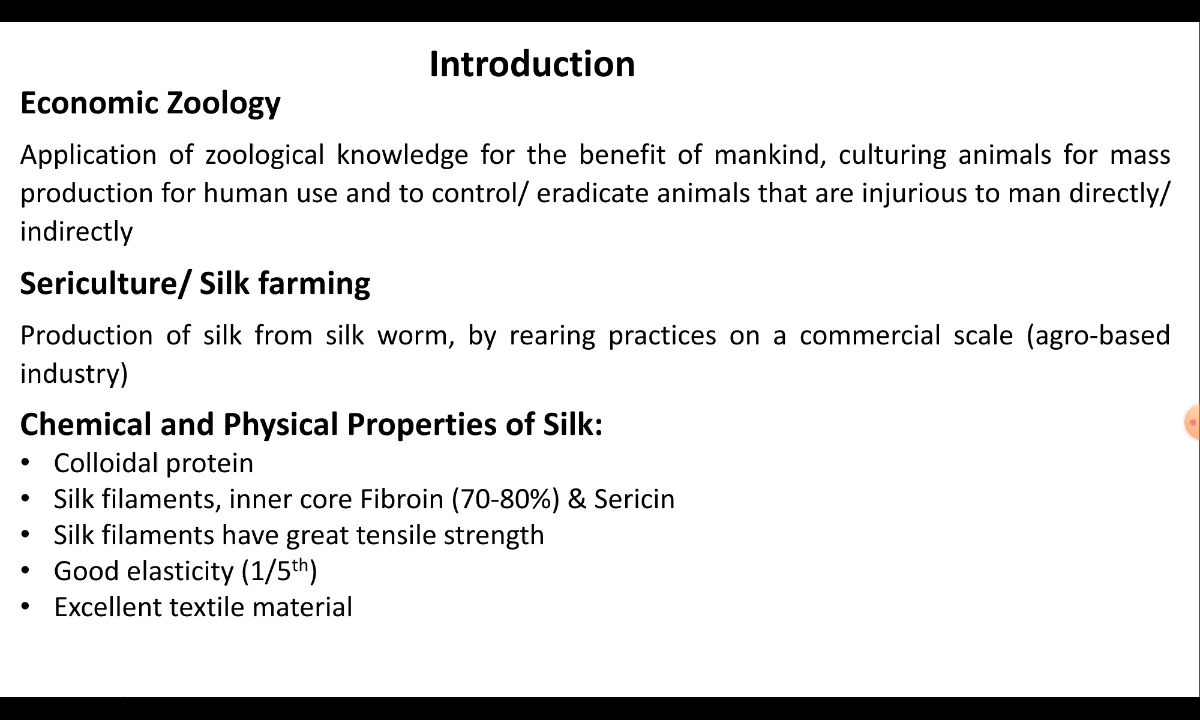 Introduction
Economic Zoology
Application of zoological knowledge for the benefit of mankind, culturing animals for mass
production for human use and to control/ eradicate animals that are injurious to man directly/
indirectly
Sericulture/ Silk farming
Production of silk from silk worm, by rearing practices on a commercial scale (agro-based
industry)
Chemical and Physical Properties of Silk:
• Colloidal protein
• Silk filaments, inner core Fibroin (70-80%) & Sericin
• Silk filaments have great tensile strength
• Good elasticity (1/5th)
• Excellent textile material